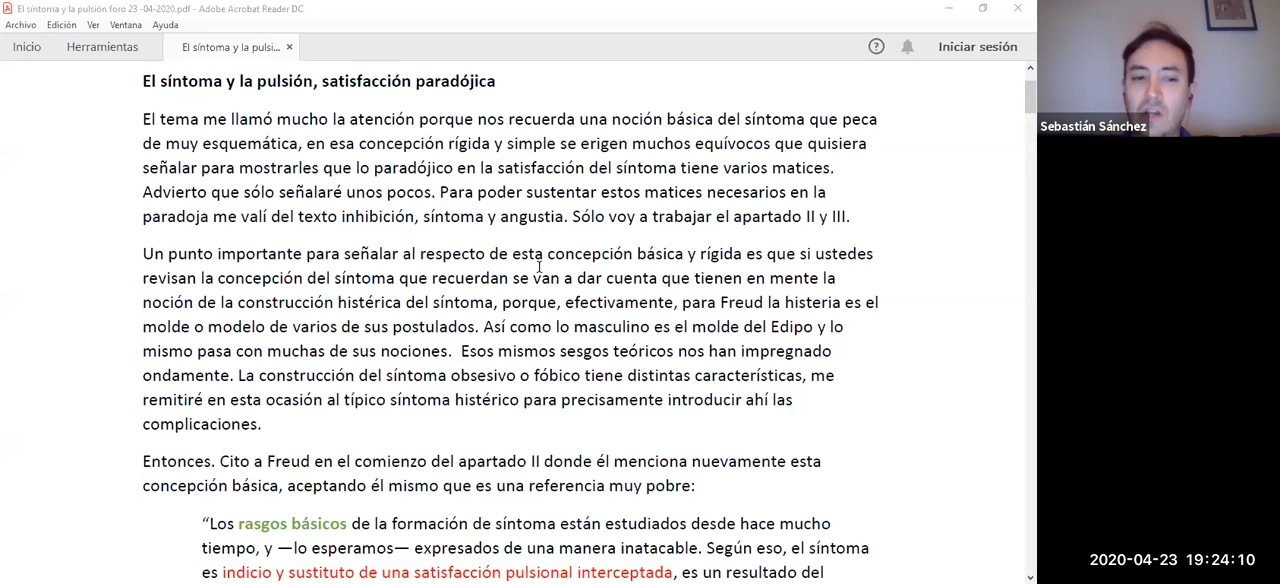 El síntoma y la pulsión foro 23 -04-2020.pdf - Adobe Acrobat Reader DC
Archivo Edición Ver Ventana Ayuda
Inicio Herramientas El síntoma y la pulsi... × Iniciar sesión
El síntoma y la pulsión, satisfacción paradójica
El tema me llamó mucho la atención porque nos recuerda una noción básica del síntoma que peca
de muy esquemática, en esa concepción rígida y simple se erigen muchos equívocos que quisiera
señalar para mostrarles que lo paradójico en la satisfacción del síntoma tiene varios matices.
Advierto que sólo señalaré unos pocos. Para poder sustentar estos matices necesarios en la
paradoja me valí del texto inhibición, síntoma y angustia. Sólo voy a trabajar el apartado II y III.
Un punto importante para señalar al respecto de esta concepción básica y rígida es que si ustedes
revisan la concepción del síntoma que recuerdan se van a dar cuenta que tienen en mente la
noción de la construcción histérica del síntoma, porque, efectivamente, para Freud la histeria es el
molde o modelo de varios de sus postulados. Así como lo masculino es el molde del Edipo y lo
mismo pasa con muchas de sus nociones. Esos mismos sesgos teóricos nos han impregnado
ondamente. La construcción del síntoma obsesivo o fóbico tiene distintas características, me
remitiré en esta ocasión al típico síntoma histérico para precisamente introducir ahí las
complicaciones.
Entonces. Cito a Freud en el comienzo del apartado II donde él menciona nuevamente esta
concepción básica, aceptando él mismo que es una referencia muy pobre:
“Los rasgos básicos de la formación de síntoma están estudiados desde hace mucho
tiempo, y —lo esperamos— expresados de una manera inatacable. Según eso, el síntoma
es indicio y sustituto de una satisfacción pulsional interceptada, es un resultado del
Sebastián Sánchez
2020-04-23 19:24:10